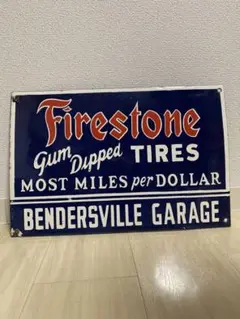 Firestone
Gum Dipped TIRES
MOST MILES per DOLLAR
BENDERSVILLE GARAGE